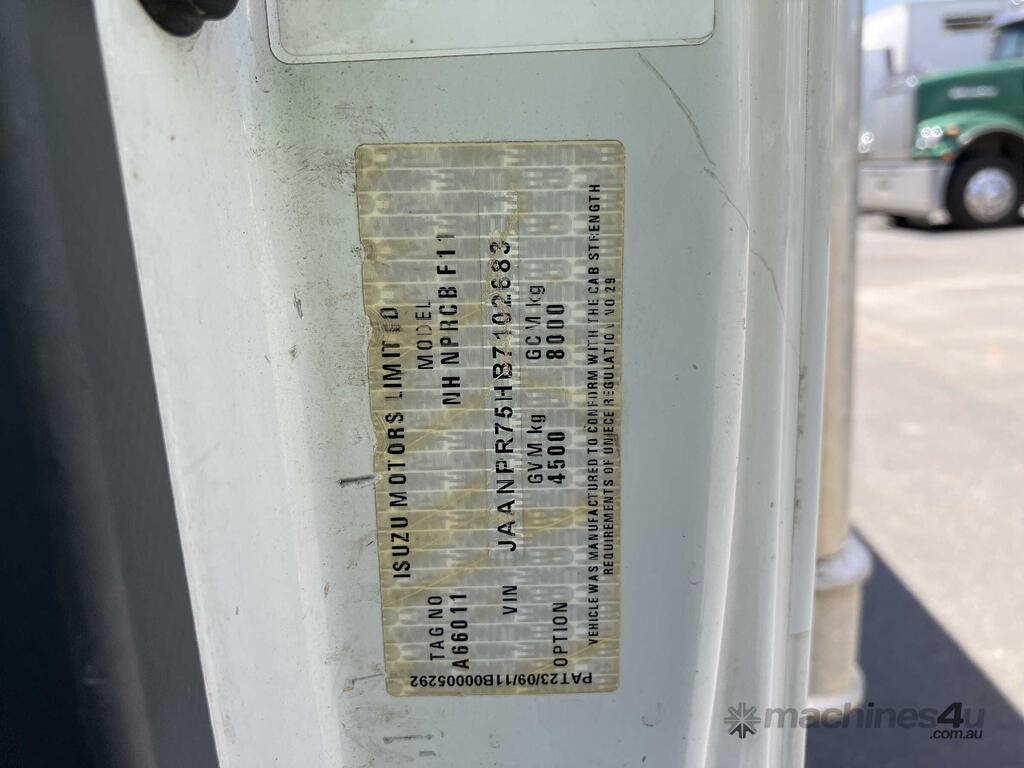 ISUZU MOTORS LIMITED
TAG NO MODEL
A66011 NH NPRCB F11
VIN JAANPR75HB7102883
GVM kg GCM kg
OPTION 4500 8000
VEHICLE WAS MANUFACTURED TO CONFORM WITH THE CAB STRENGTH
REQUIREMENTS OF UNIECE REGULATION NO 29
PAT23/09/11B00005292
machines4u
.com.au